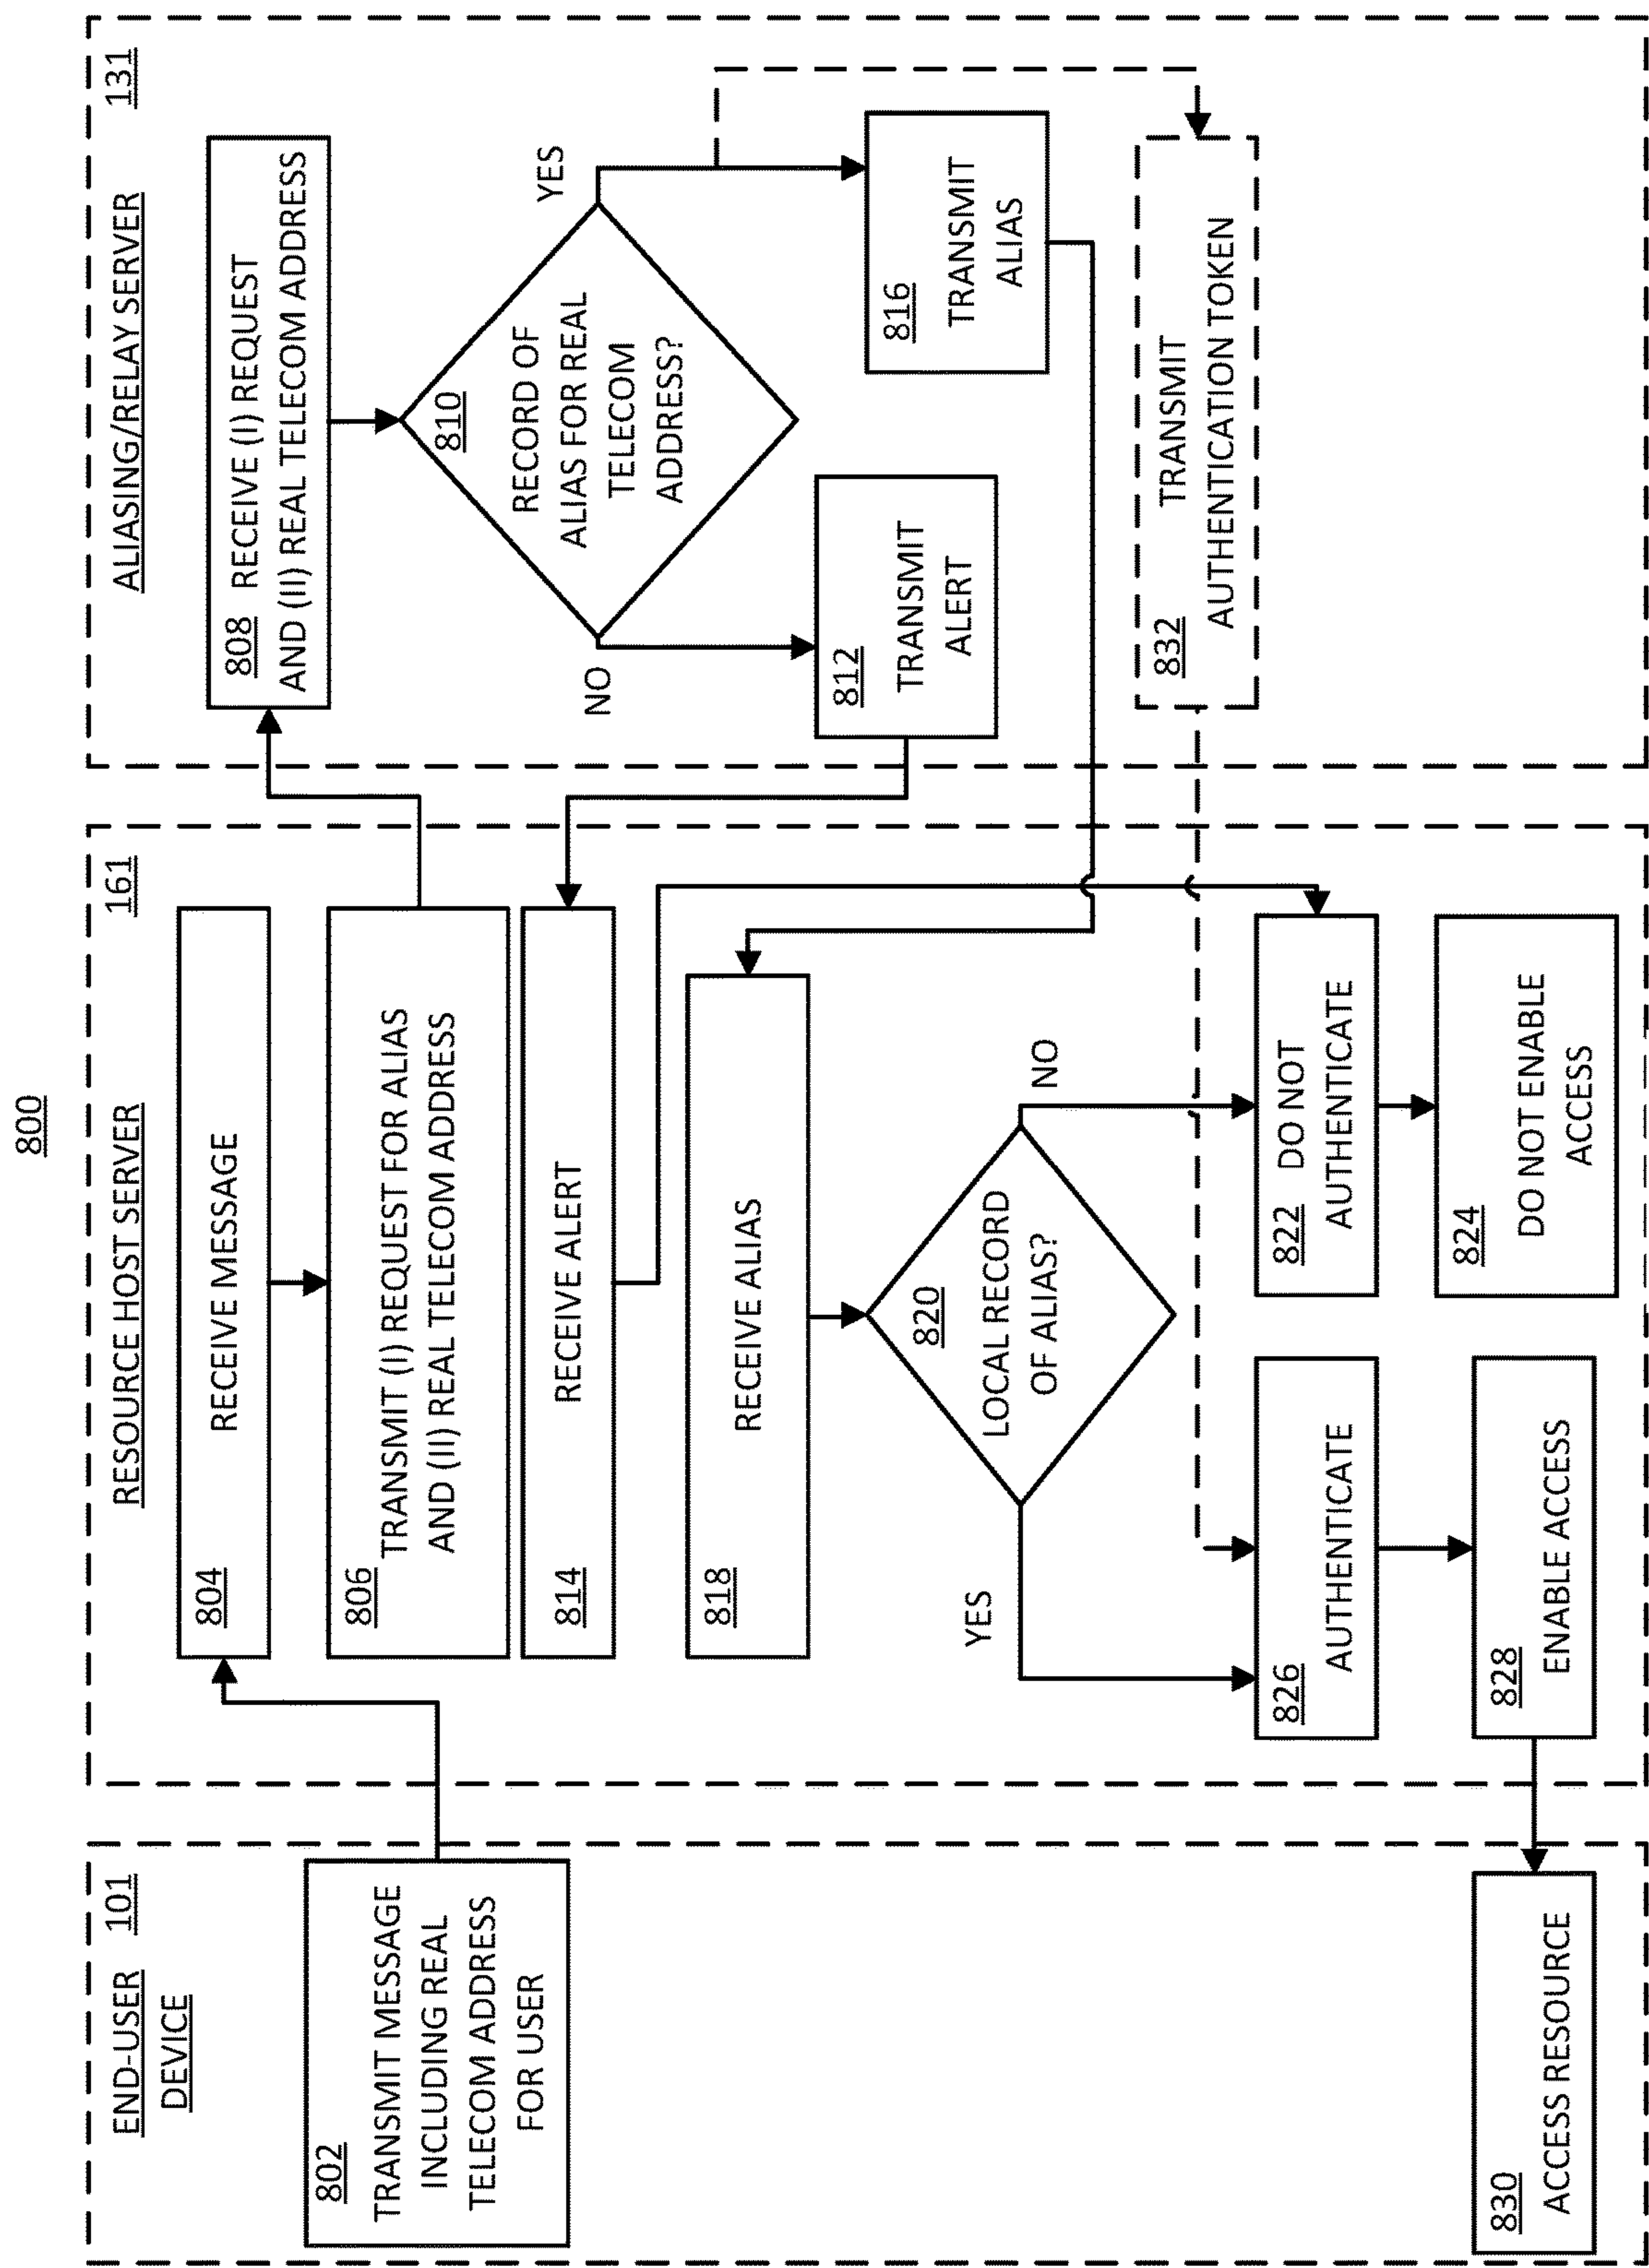 800
END-USER 101
DEVICE
802
TRANSMIT MESSAGE
INCLUDING REAL
TELECOM ADDRESS
FOR USER
830
ACCESS RESOURCE
RESOURCE HOST SERVER 161
804
RECEIVE MESSAGE
806
TRANSMIT (I) REQUEST FOR ALIAS
AND (II) REAL TELECOM ADDRESS
814
RECEIVE ALERT
818
RECEIVE ALIAS
820
LOCAL RECORD
OF ALIAS?
YES
NO
826
AUTHENTICATE
822 DO NOT
AUTHENTICATE
828
ENABLE ACCESS
824
DO NOT ENABLE
ACCESS
ALIASING/RELAY SERVER 131
808 RECEIVE (I) REQUEST
AND (II) REAL TELECOM ADDRESS
810
RECORD OF
ALIAS FOR REAL
TELECOM
ADDRESS?
NO
YES
812
TRANSMIT
ALERT
816
TRANSMIT
ALIAS
832
TRANSMIT
AUTHENTICATION TOKEN